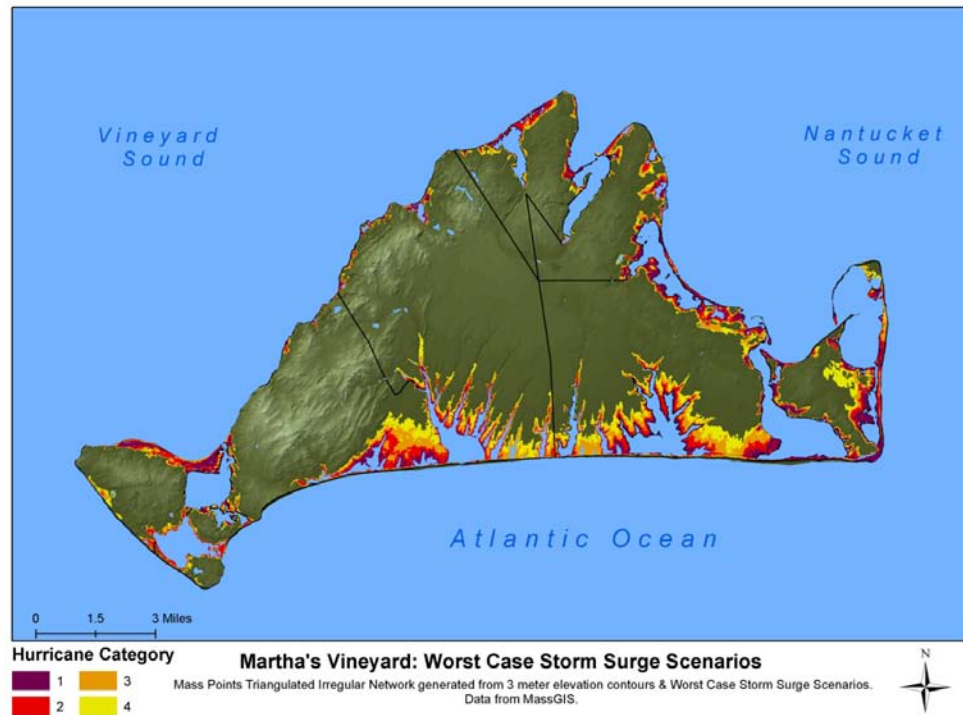 Vineyard
Sound
Nantucket
Sound
Atlantic Ocean
0 1.5 3 Miles
Hurricane Category
1 3
2 4
Martha's Vineyard: Worst Case Storm Surge Scenarios
Mass Points Triangulated Irregular Network generated from 3 meter elevation contours & Worst Case Storm Surge Scenarios.
Data from MassGIS.
N